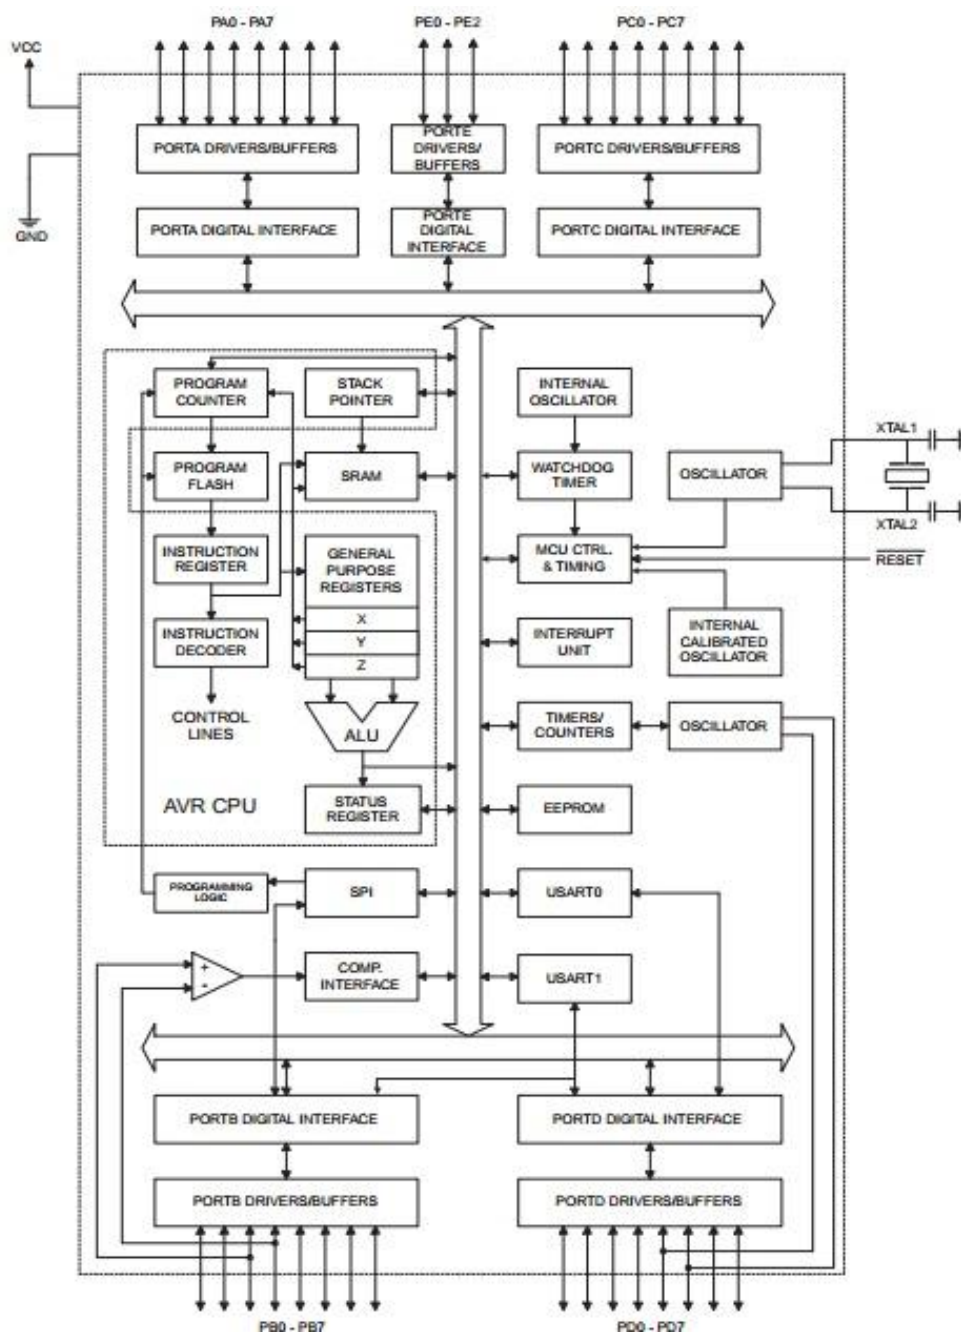 PA0 - PA7
PE0 - PE2
PC0 - PC7
VCC
GND
PORTA DRIVERS/BUFFERS
PORTE
DRIVERS/
BUFFERS
PORTC DRIVERS/BUFFERS
PORTA DIGITAL INTERFACE
PORTE
DIGITAL
INTERFACE
PORTC DIGITAL INTERFACE
PROGRAM
COUNTER
STACK
POINTER
INTERNAL
OSCILLATOR
PROGRAM
FLASH
SRAM
WATCHDOG
TIMER
OSCILLATOR
XTAL1
XTAL2
INSTRUCTION
REGISTER
GENERAL
PURPOSE
REGISTERS
X
Y
Z
MCU CTRL.
& TIMING
RESET
INSTRUCTION
DECODER
INTERRUPT
UNIT
INTERNAL
CALIBRATED
OSCILLATOR
CONTROL
LINES
ALU
TIMERS/
COUNTERS
OSCILLATOR
AVR CPU
STATUS
REGISTER
EEPROM
PROGRAMMING
LOGIC
SPI
USART0
+
-
COMP.
INTERFACE
USART1
PORTB DIGITAL INTERFACE
PORTD DIGITAL INTERFACE
PORTB DRIVERS/BUFFERS
PORTD DRIVERS/BUFFERS
PB0 - PB7
PD0 - PD7